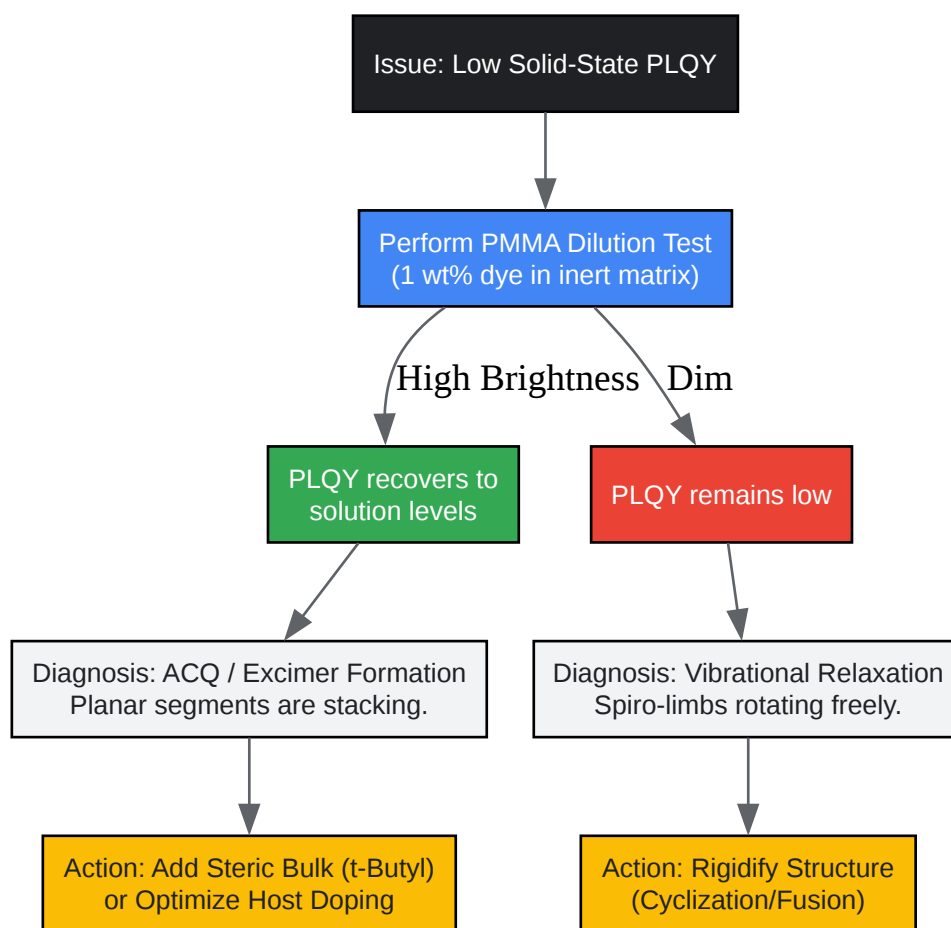 Issue: Low Solid-State PLQY
Perform PMMA Dilution Test
(1 wt% dye in inert matrix)
High Brightness
Dim
PLQY recovers to
solution levels
PLQY remains low
Diagnosis: ACQ / Excimer Formation
Planar segments are stacking.
Diagnosis: Vibrational Relaxation
Spiro-limbs rotating freely.
Action: Add Steric Bulk (t-Butyl)
or Optimize Host Doping
Action: Rigidify Structure
(Cyclization/Fusion)